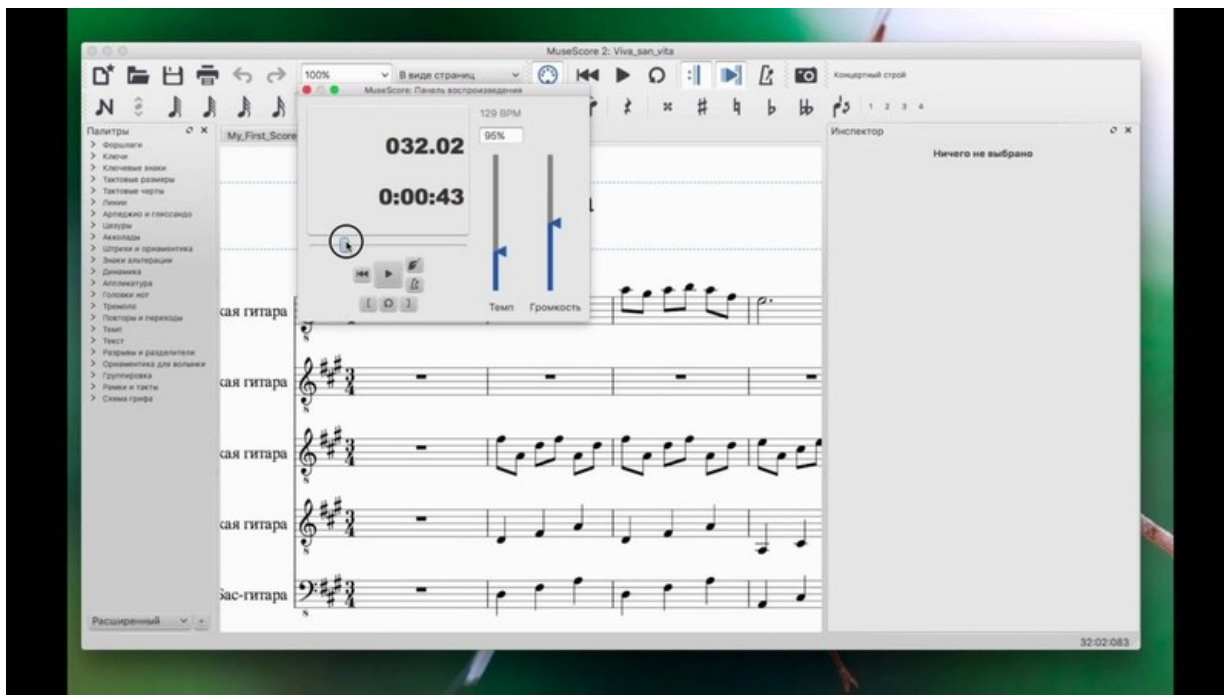 MuseScore 2: Viva_san_vita
100%
В виде страниц
Концертный строй
MuseScore: Панель воспроизведения
1 2 3 4
129 BPM
95%
032.02
0:00:43
Темп
Громкость
Палитры
Форшлаги
Ключи
Ключевые знаки
Тактовые размеры
Тактовые черты
Линии
Арпеджио и глиссандо
Цезуры
Акколады
Штрихи и орнаментика
Знаки альтерации
Динамика
Аппликатура
Головки нот
Тремоло
Повторы и переходы
Темп
Текст
Разрывы и разделители
Орнаментика для волынки
Группировка
Рамки и такты
Схема грифа
Расширенный
My_First_Score
Инспектор
Ничего не выбрано
кая гитара
кая гитара
кая гитара
кая гитара
Бас-гитара
32:02:083